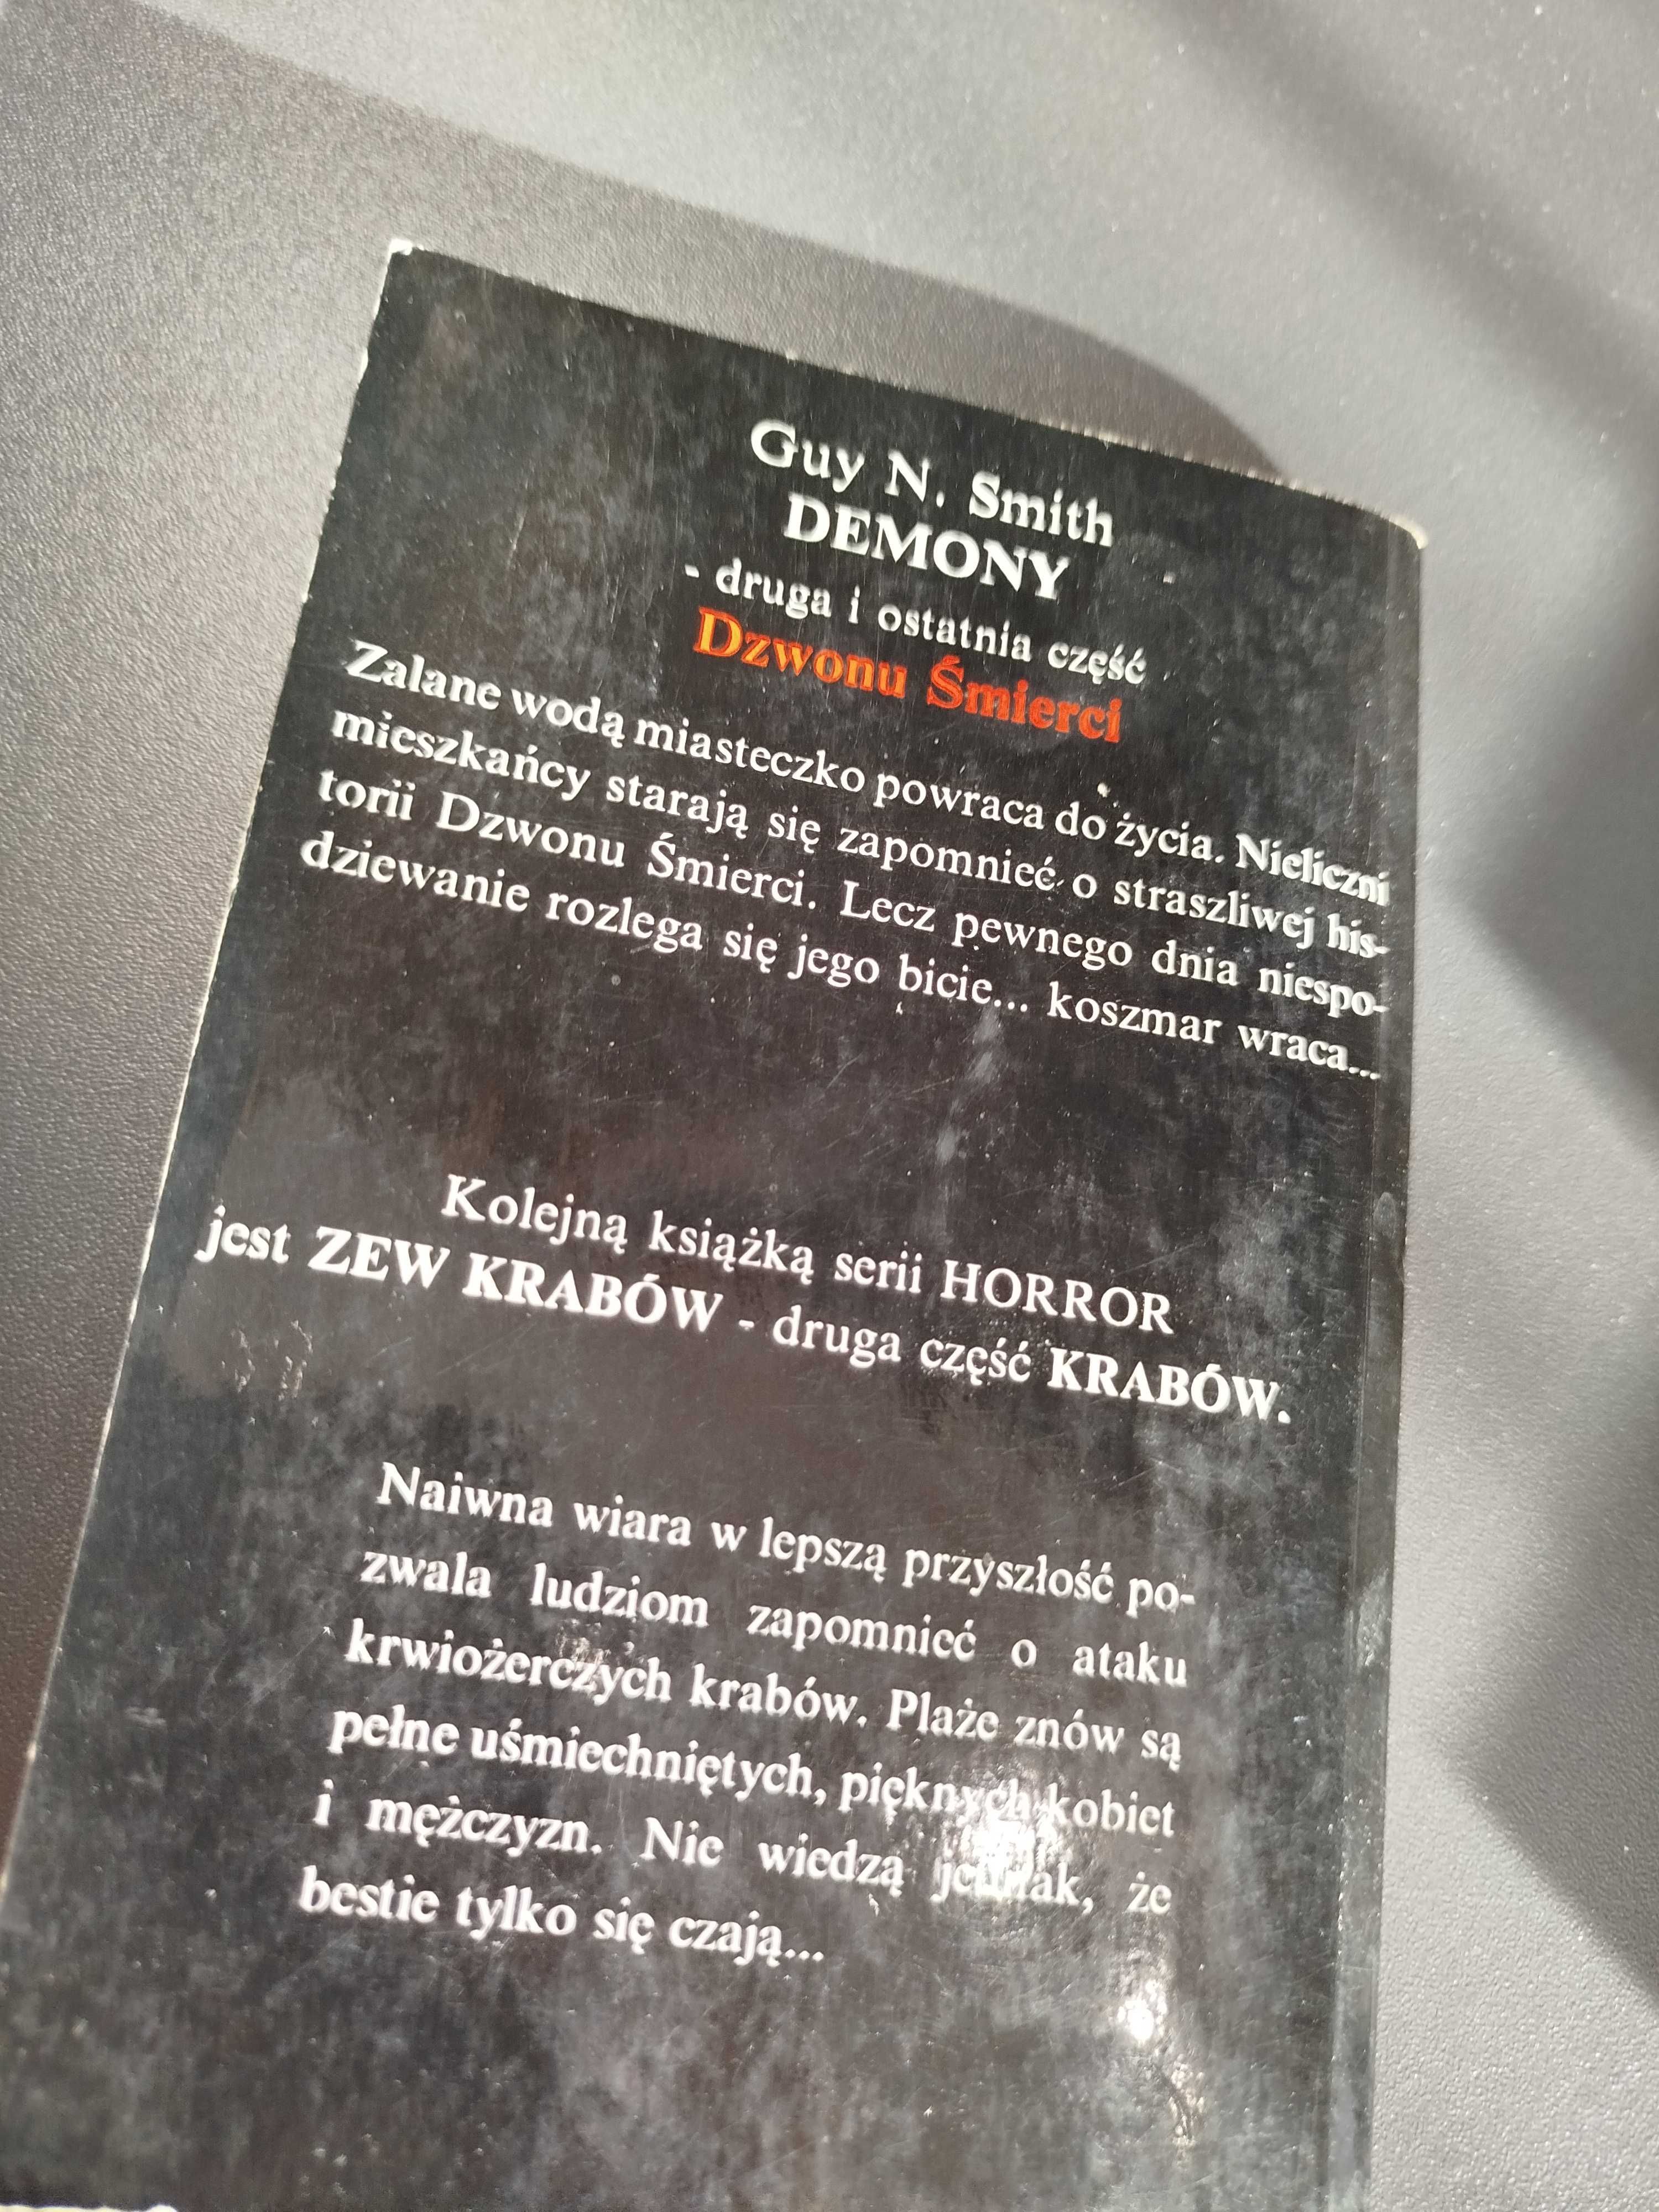 Guy N. Smith
DEMONY
- druga i ostatnia część
Dzwonu Śmierci
Zalane wodą miasteczko powraca do życia. Nieliczni
mieszkańcy starają się zapomnieć o straszliwej his-
torii Dzwonu Śmierci. Lecz pewnego dnia niespo-
dziewanie rozlega się jego bicie... koszmar wraca...
Kolejną książką serii HORROR
jest ZEW KRABÓW - druga część KRABÓW.
Naiwna wiara w lepszą przyszłość po-
zwala ludziom zapomnieć o ataku
krwiożerczych krabów. Plaże znów są
pełne uśmiechniętych, pięknych kobiet
i mężczyzn. Nie wiedzą jednak, że
bestie tylko się czają...